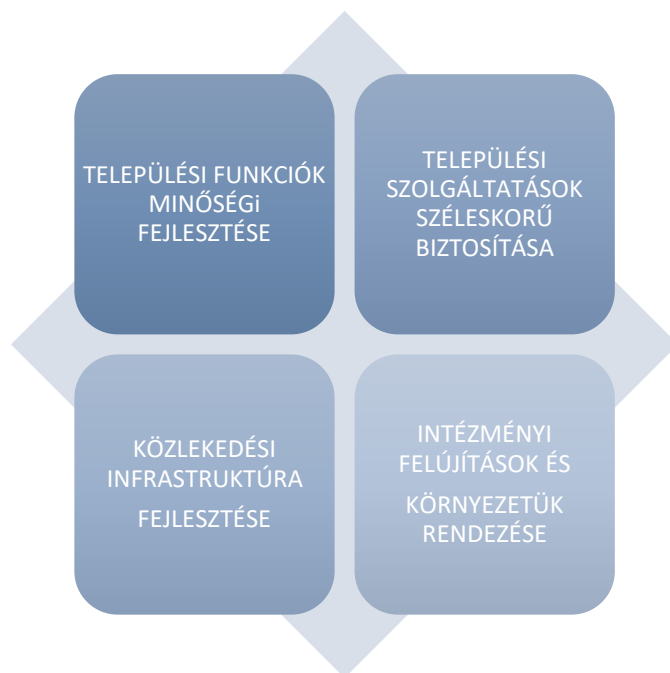 TELEPÜLÉSI FUNKCIÓK
MINŐSÉGi
FEJLESZTÉSE
TELEPÜLÉSI
SZOLGÁLTATÁSOK
SZÉLESKORŰ
BIZTOSÍTÁSA
KÖZLEKEDÉSI
INFRASTRUKTÚRA
FEJLESZTÉSE
INTÉZMÉNYI
FELÚJÍTÁSOK ÉS
KÖRNYEZETÜK
RENDEZÉSE